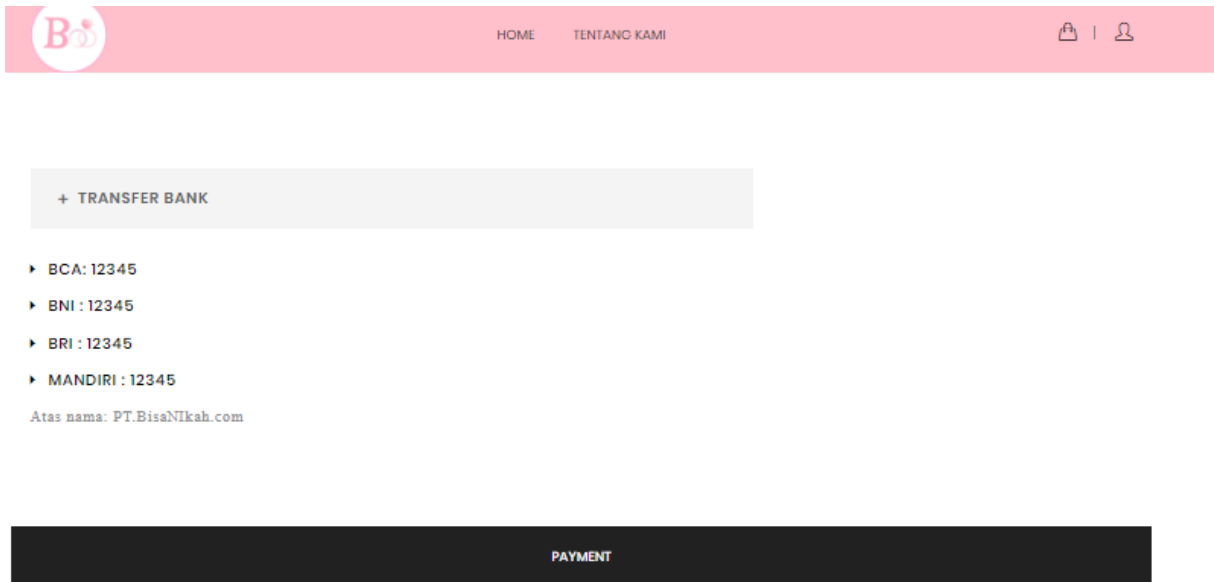 B
HOME TENTANG KAMI |
+ TRANSFER BANK
BCA: 12345
BNI : 12345
BRI : 12345
MANDIRI : 12345
Atas nama: PT.BisaNIkah.com
PAYMENT